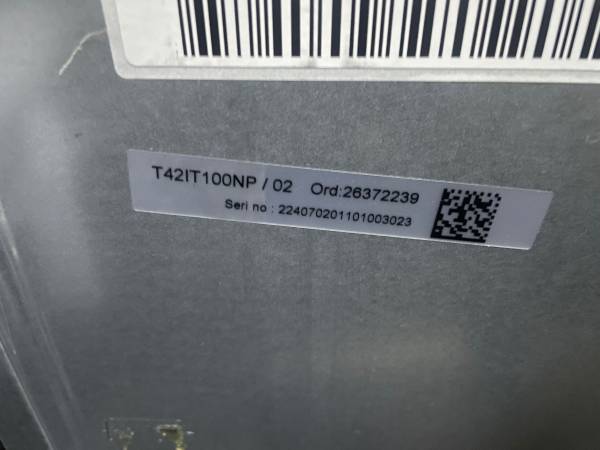 T42IT100NP / 02 Ord:26372239
Seri no : 224070201101003023